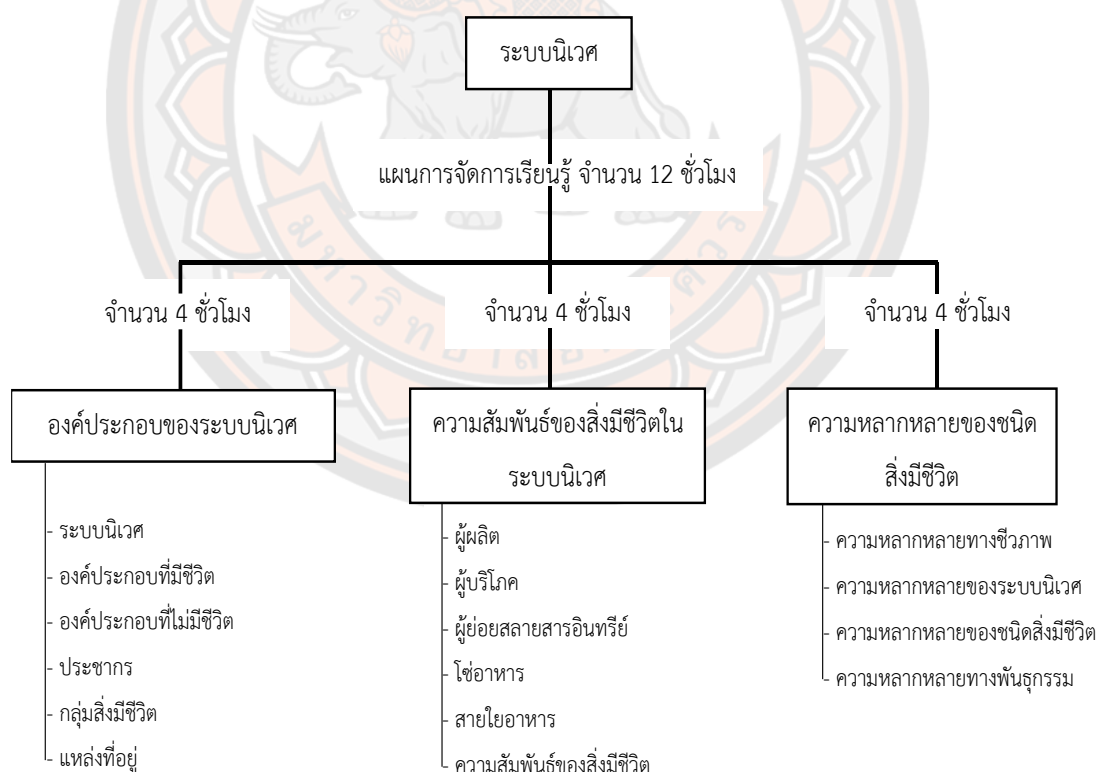 ระบบนิเวศ
แผนการจัดการเรียนรู้ จำนวน 12 ชั่วโมง
จำนวน 4 ชั่วโมง
จำนวน 4 ชั่วโมง
จำนวน 4 ชั่วโมง
องค์ประกอบของระบบนิเวศ
- ระบบนิเวศ
- องค์ประกอบที่มีชีวิต
- องค์ประกอบที่ไม่มีชีวิต
- ประชากร
- กลุ่มสิ่งมีชีวิต
- แหล่งที่อยู่
ความสัมพันธ์ของสิ่งมีชีวิตใน
ระบบนิเวศ
- ผู้ผลิต
- ผู้บริโภค
- ผู้ย่อยสลายสารอินทรีย์
- โซ่อาหาร
- สายใยอาหาร
- ความสัมพันธ์ของสิ่งมีชีวิต
ความหลากหลายของชนิด
สิ่งมีชีวิต
- ความหลากหลายทางชีวภาพ
- ความหลากหลายของระบบนิเวศ
- ความหลากหลายของชนิดสิ่งมีชีวิต
- ความหลากหลายทางพันธุกรรม